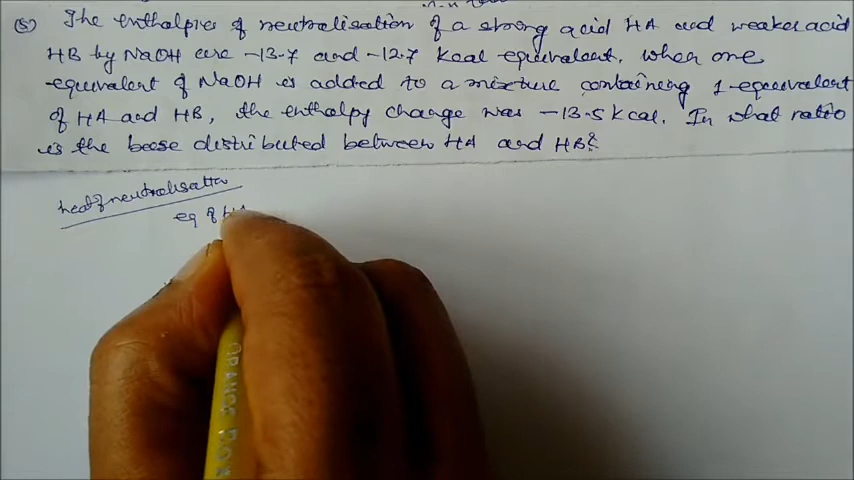 (5) The enthalpies of neutralisation of a strong acid HA and weaker acid
HB by NaOH are -13.7 and -12.7 Kcal equivalent. when one
equivalent of NaOH is added to a mixture containing 1-equivalent
of HA and HB, the enthalpy change was -13.5 Kcal. In what ratio
is the base distributed between HA and HB?
heat of neutralisation
eq of
ORANGE